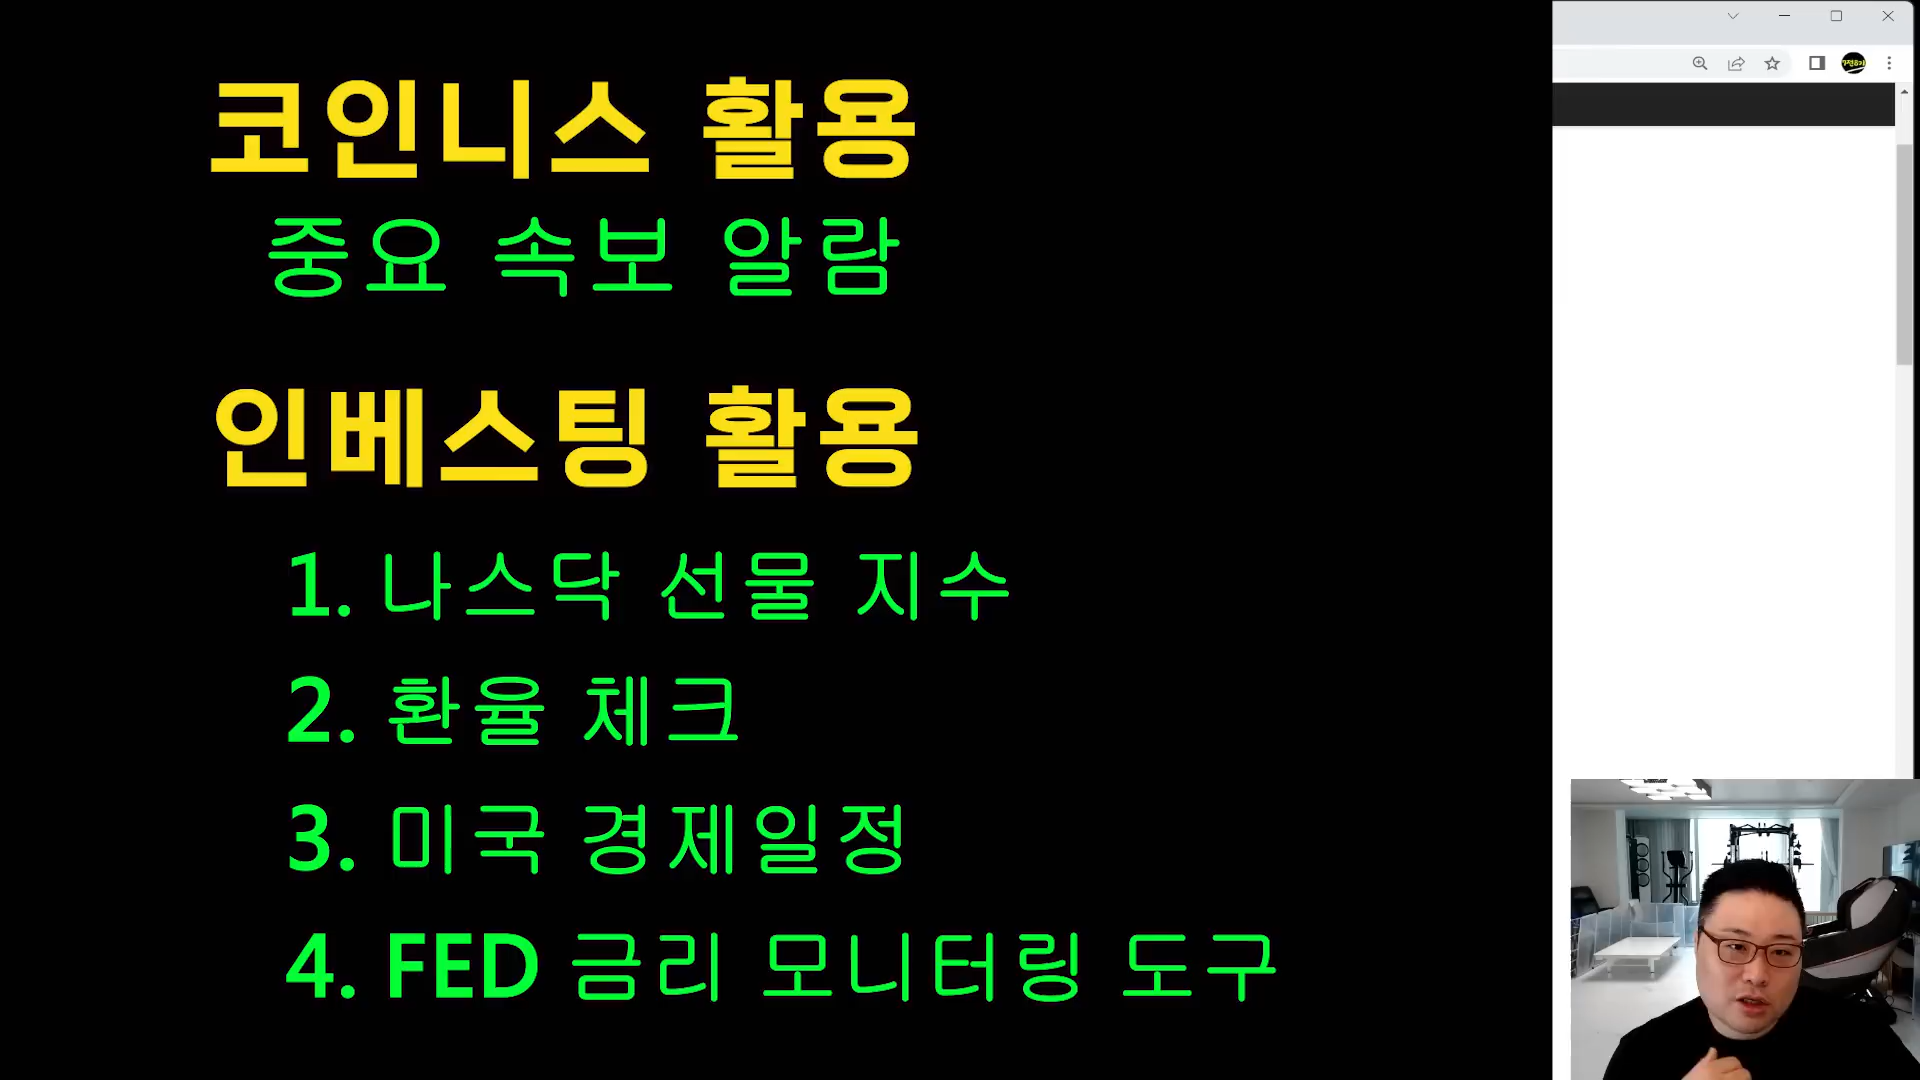 코인니스 활용
중요 속보 알람
인베스팅 활용
1. 나스닥 선물 지수
2. 환율 체크
3. 미국 경제일정
4. FED 금리 모니터링 도구